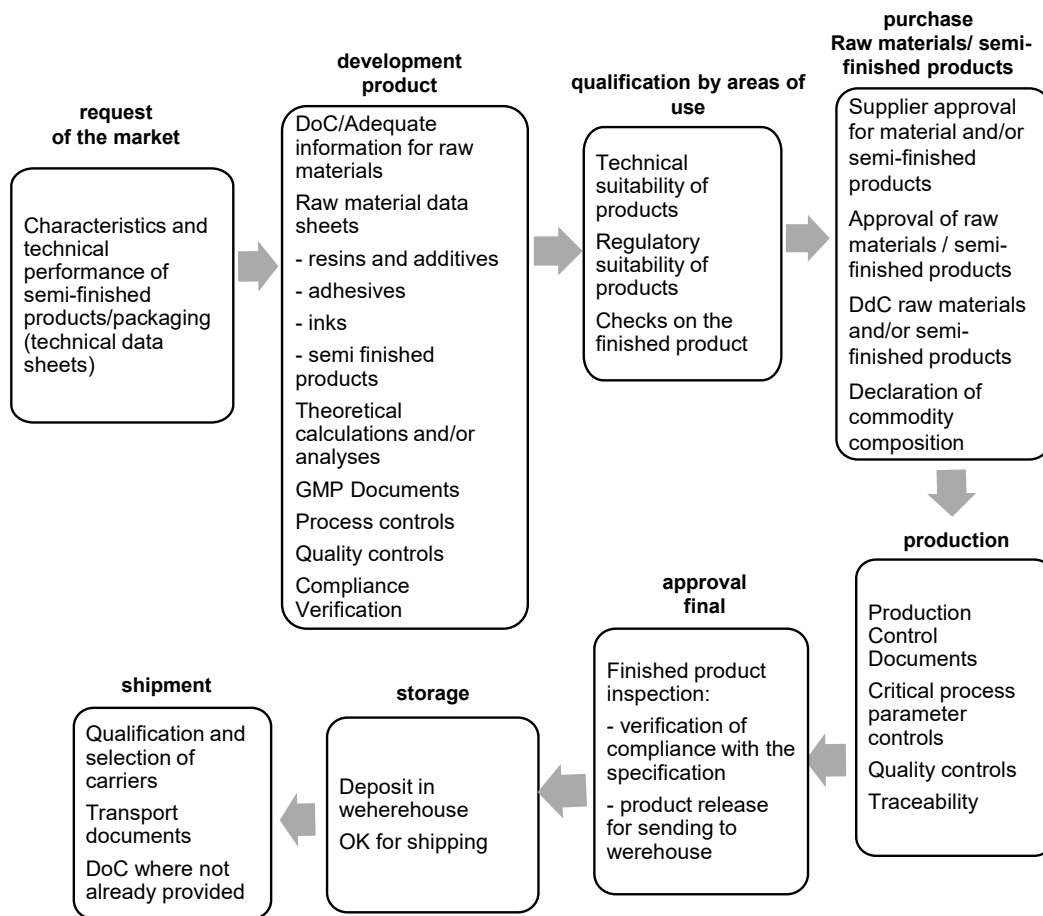 request
of the market
Characteristics and
technical
performance of
semi-finished
products/packaging
(technical data
sheets)
development
product
DoC/Adequate
information for raw
materials
Raw material data
sheets
- resins and additives
- adhesives
- inks
- semi finished
products
Theoretical
calculations and/or
analyses
GMP Documents
Process controls
Quality controls
Compliance
Verification
qualification by areas of
use
Technical
suitability of
products
Regulatory
suitability of
products
Checks on the
finished product
purchase
Raw materials/ semi-
finished products
Supplier approval
for material and/or
semi-finished
products
Approval of raw
materials / semi-
finished products
DdC raw materials
and/or semi-
finished products
Declaration of
commodity
composition
production
Production
Control
Documents
Critical process
parameter
controls
Quality controls
Traceability
approval
final
Finished product
inspection:
- verification of
compliance with the
specification
- product release
for sending to
werehouse
storage
Deposit in
weherehouse
OK for shipping
shipment
Qualification and
selection of
carriers
Transport
documents
DoC where not
already provided